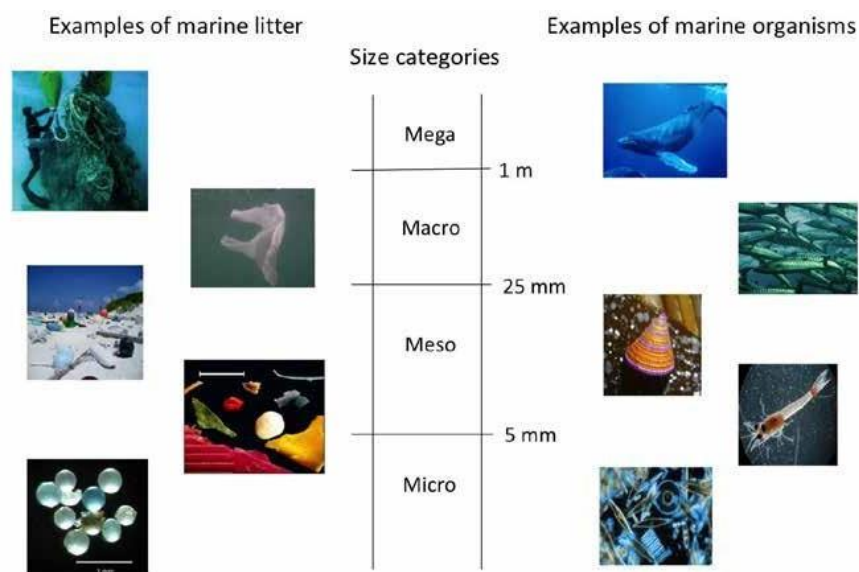 Examples of marine litter
Examples of marine organisms
Size categories
Mega
1 m
Macro
25 mm
Meso
5 mm
Micro